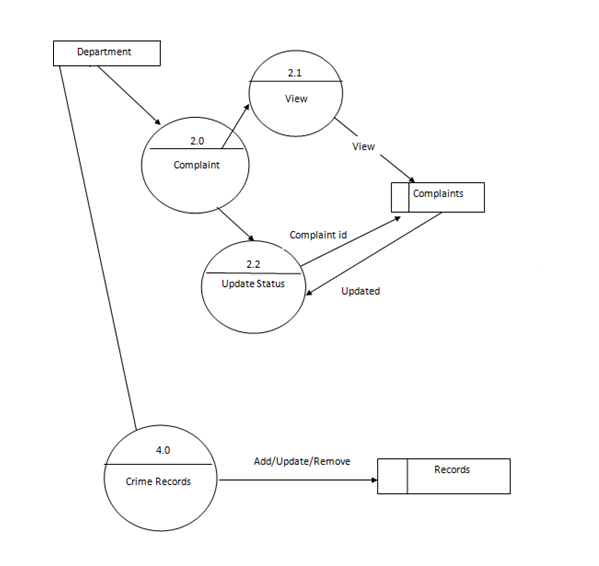 Department
2.1
View
2.0
Complaint
View
Complaints
Complaint id
2.2
Update Status
Updated
4.0
Crime Records
Add/Update/Remove
Records